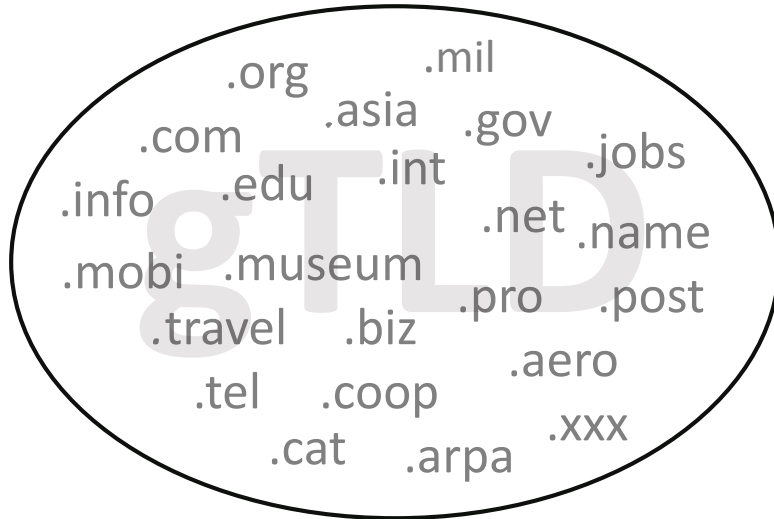 .org
.mil
.asia
.gov
.com
.jobs
.int
.edu
.info
.net
.name
gTLD
.mobi
.museum
.pro
.post
.travel
.biz
.aero
.tel
.coop
.xxx
.cat
.arpa